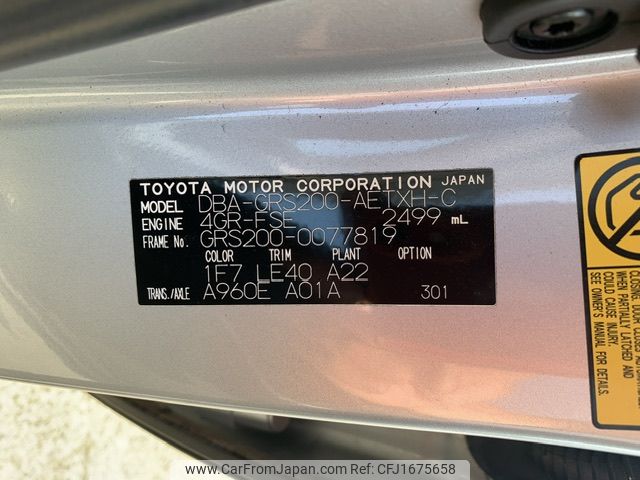 TOYOTA MOTOR CORPORATION JAPAN
MODEL DBA-GRS200-AETXH-C
ENGINE 4GR-FSE 2499 mL
FRAME No. GRS200-0077819
COLOR TRIM PLANT OPTION
1F7 LE40 A22
TRANS./AXLE A960E A01A 301
WHEN PARTIALLY LATCHED AND
COULD CAUSE INJURY.
SEE OWNER'S MANUAL FOR DETAILS.
www.CarFromJapan.com | Ref No: CFJ1675658